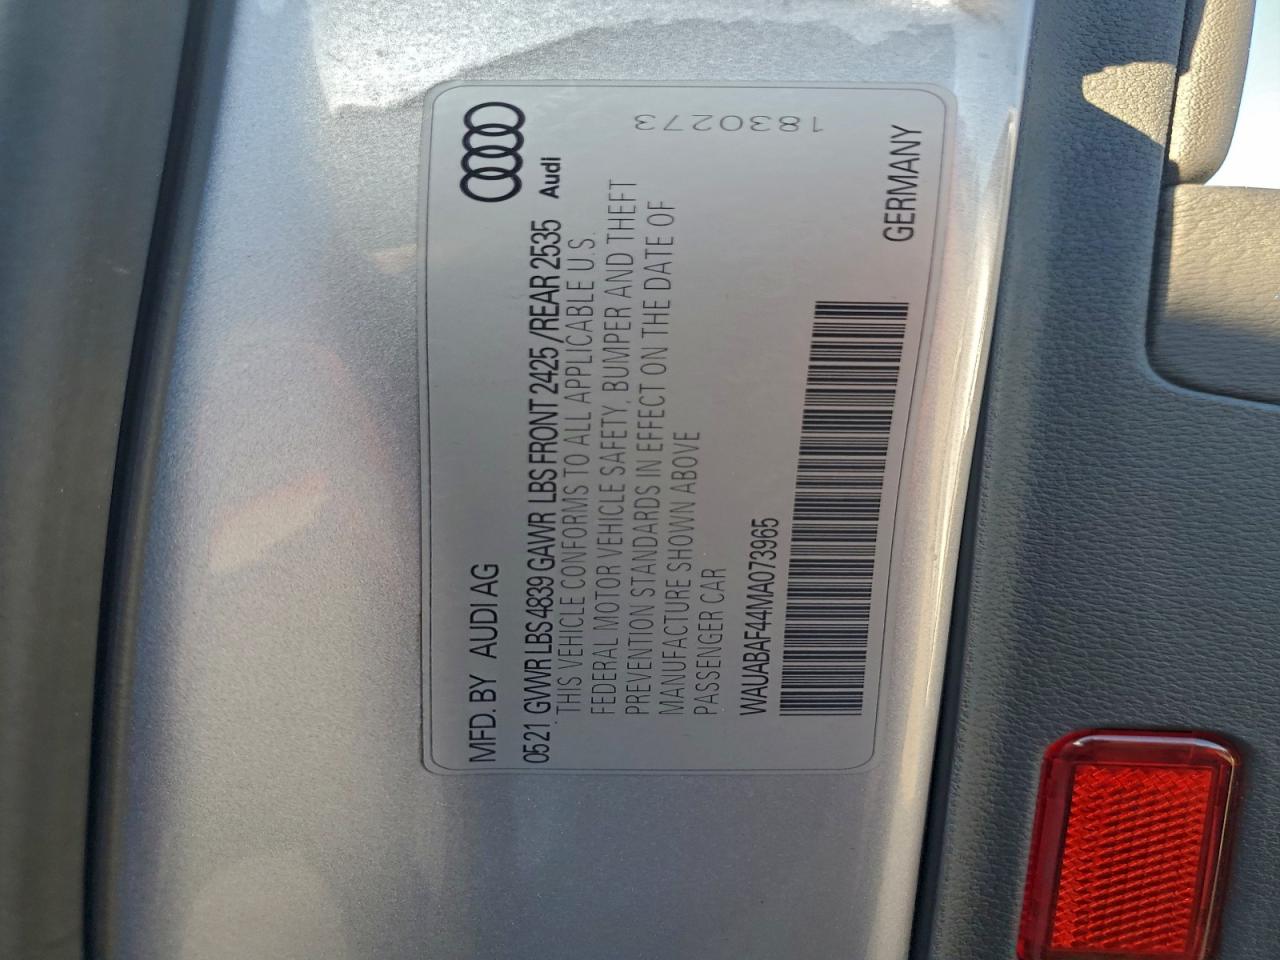 MFD. BY AUDI AG
0521 GVWR LBS 4839 GAWR LBS FRONT 2425 /REAR 2535
Audi
THIS VEHICLE CONFORMS TO ALL APPLICABLE U.S.
FEDERAL MOTOR VEHICLE SAFETY, BUMPER AND THEFT
PREVENTION STANDARDS IN EFFECT ON THE DATE OF
MANUFACTURE SHOWN ABOVE
PASSENGER CAR
WAUABAF44MA073965
GERMANY
1830273